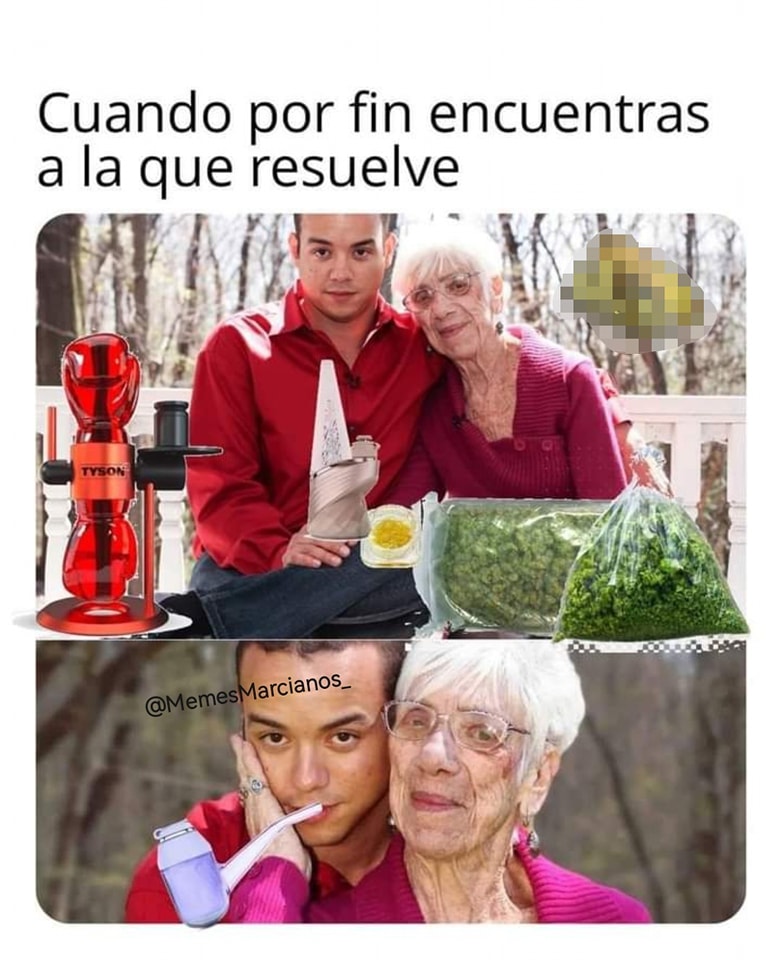 Cuando por fin encuentras
a la que resuelve
TYSON
@MemesMarcianos_